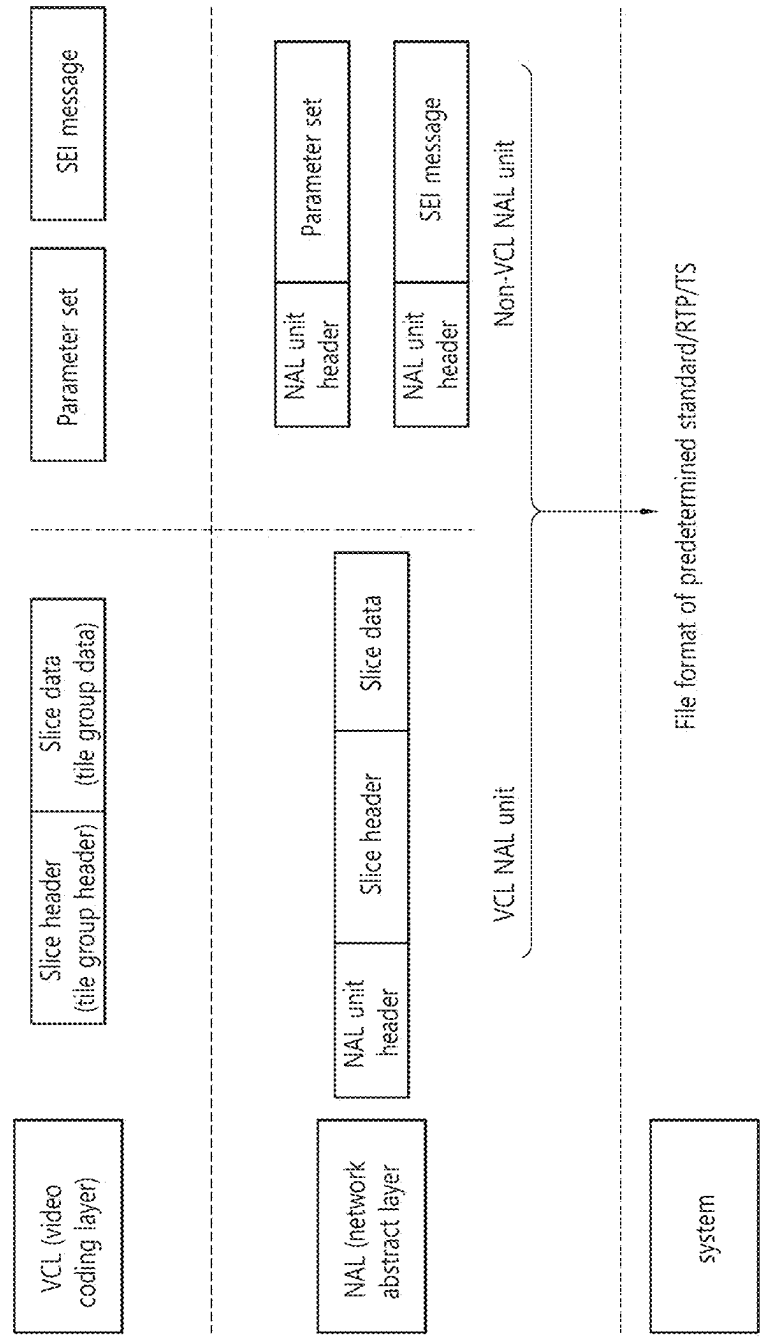 VCL (video
coding layer)
Slice header
(tile group header)
Slice data
(tile group data)
Parameter set
SEI message
NAL (network
abstract layer
NAL unit
header
Slice header
Slice data
NAL unit
header
Parameter set
NAL unit
header
SEI message
VCL NAL unit
Non-VCL NAL unit
system
File format of predetermined standard/RTP/TS